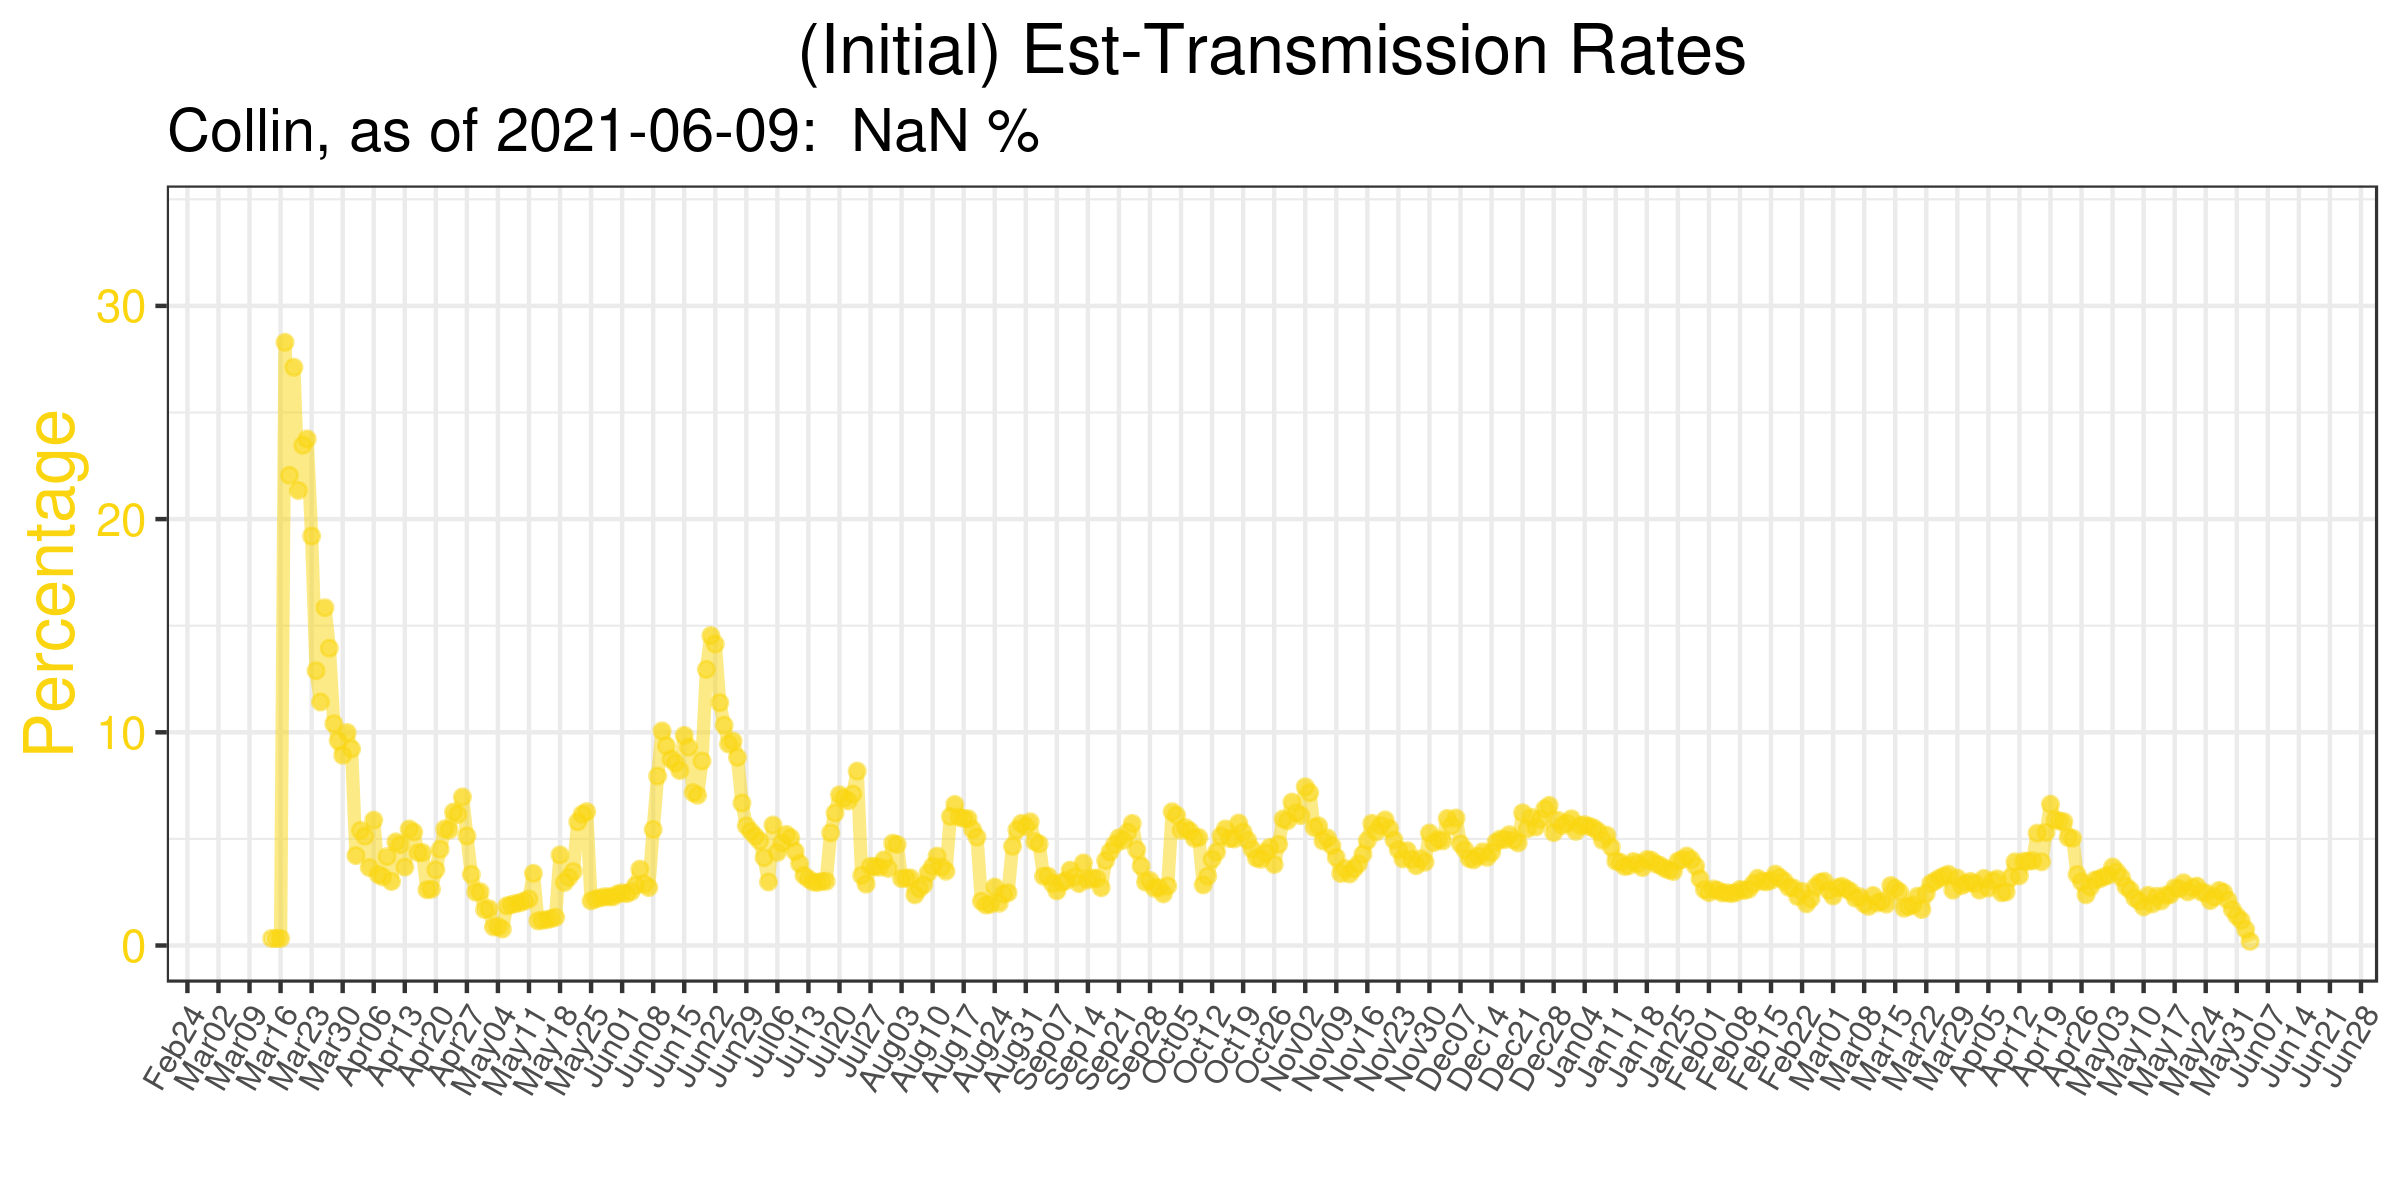 (Initial) Est-Transmission Rates
Collin, as of 2021-06-09:  NaN %
Percentage
30
20
10
0
Feb24
Mar02
Mar09
Mar16
Mar23
Mar30
Apr06
Apr13
Apr20
Apr27
May04
May11
May18
May25
Jun01
Jun08
Jun15
Jun22
Jun29
Jul06
Jul13
Jul20
Jul27
Aug03
Aug10
Aug17
Aug24
Aug31
Sep07
Sep14
Sep21
Sep28
Oct05
Oct12
Oct19
Oct26
Nov02
Nov09
Nov16
Nov23
Nov30
Dec07
Dec14
Dec21
Dec28
Jan04
Jan11
Jan18
Jan25
Feb01
Feb08
Feb15
Feb22
Mar01
Mar08
Mar15
Mar22
Mar29
Apr05
Apr12
Apr19
Apr26
May03
May10
May17
May24
May31
Jun07
Jun14
Jun21
Jun28